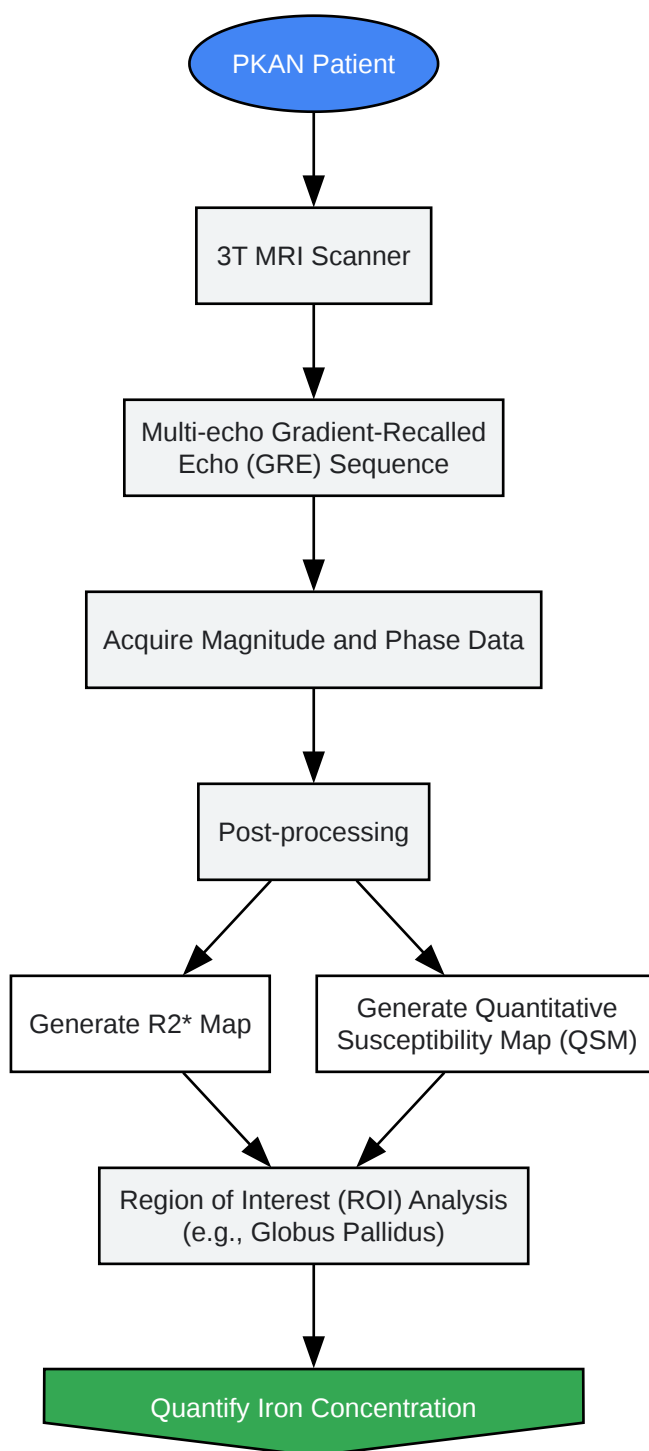 PKAN Patient
3T MRI Scanner
Multi-echo Gradient-Recalled
Echo (GRE) Sequence
Acquire Magnitude and Phase Data
Post-processing
Generate R2* Map
Generate Quantitative
Susceptibility Map (QSM)
Region of Interest (ROI) Analysis
(e.g., Globus Pallidus)
Quantify Iron Concentration